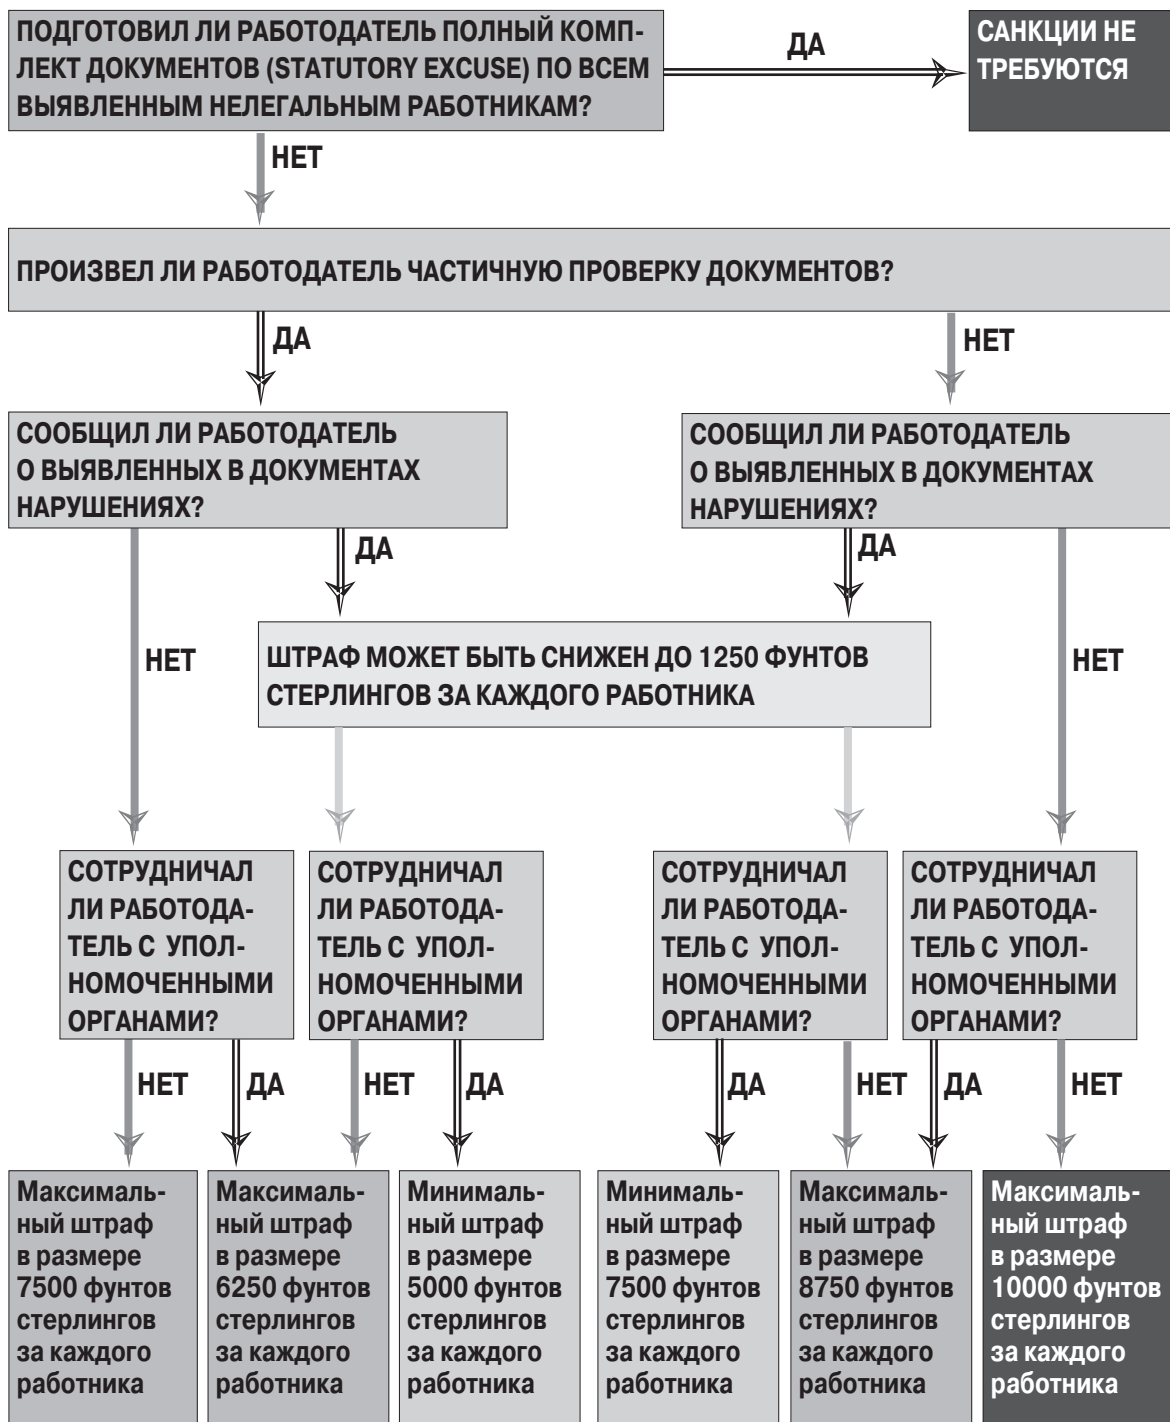 ПОДГОТОВИЛ ЛИ РАБОТОДАТЕЛЬ ПОЛНЫЙ КОМП-
ЛЕКТ ДОКУМЕНТОВ (STATUTORY EXCUSE) ПО ВСЕМ
ВЫЯВЛЕННЫМ НЕЛЕГАЛЬНЫМ РАБОТНИКАМ?
ДА
САНКЦИИ НЕ
ТРЕБУЮТСЯ
НЕТ
ПРОИЗВЕЛ ЛИ РАБОТОДАТЕЛЬ ЧАСТИЧНУЮ ПРОВЕРКУ ДОКУМЕНТОВ?
ДА
НЕТ
СООБЩИЛ ЛИ РАБОТОДАТЕЛЬ
О ВЫЯВЛЕННЫХ В ДОКУМЕНТАХ
НАРУШЕНИЯХ?
СООБЩИЛ ЛИ РАБОТОДАТЕЛЬ
О ВЫЯВЛЕННЫХ В ДОКУМЕНТАХ
НАРУШЕНИЯХ?
ДА
ДА
НЕТ
ШТРАФ МОЖЕТ БЫТЬ СНИЖЕН ДО 1250 ФУНТОВ
СТЕРЛИНГОВ ЗА КАЖДОГО РАБОТНИКА
НЕТ
СОТРУДНИЧАЛ
ЛИ РАБОТОДА-
ТЕЛЬ С УПОЛ-
НОМОЧЕННЫМИ
ОРГАНАМИ?
СОТРУДНИЧАЛ
ЛИ РАБОТОДА-
ТЕЛЬ С УПОЛ-
НОМОЧЕННЫМИ
ОРГАНАМИ?
СОТРУДНИЧАЛ
ЛИ РАБОТОДА-
ТЕЛЬ С УПОЛ-
НОМОЧЕННЫМИ
ОРГАНАМИ?
СОТРУДНИЧАЛ
ЛИ РАБОТОДА-
ТЕЛЬ С УПОЛ-
НОМОЧЕННЫМИ
ОРГАНАМИ?
НЕТ
ДА
НЕТ
ДА
ДА
НЕТ
ДА
НЕТ
Максималь-
ный штраф
в размере
7500 фунтов
стерлингов
за каждого
работника
Максималь-
ный штраф
в размере
6250 фунтов
стерлингов
за каждого
работника
Минималь-
ный штраф
в размере
5000 фунтов
стерлингов
за каждого
работника
Минималь-
ный штраф
в размере
7500 фунтов
стерлингов
за каждого
работника
Максималь-
ный штраф
в размере
8750 фунтов
стерлингов
за каждого
работника
Максималь-
ный штраф
в размере
10000 фунтов
стерлингов
за каждого
работника